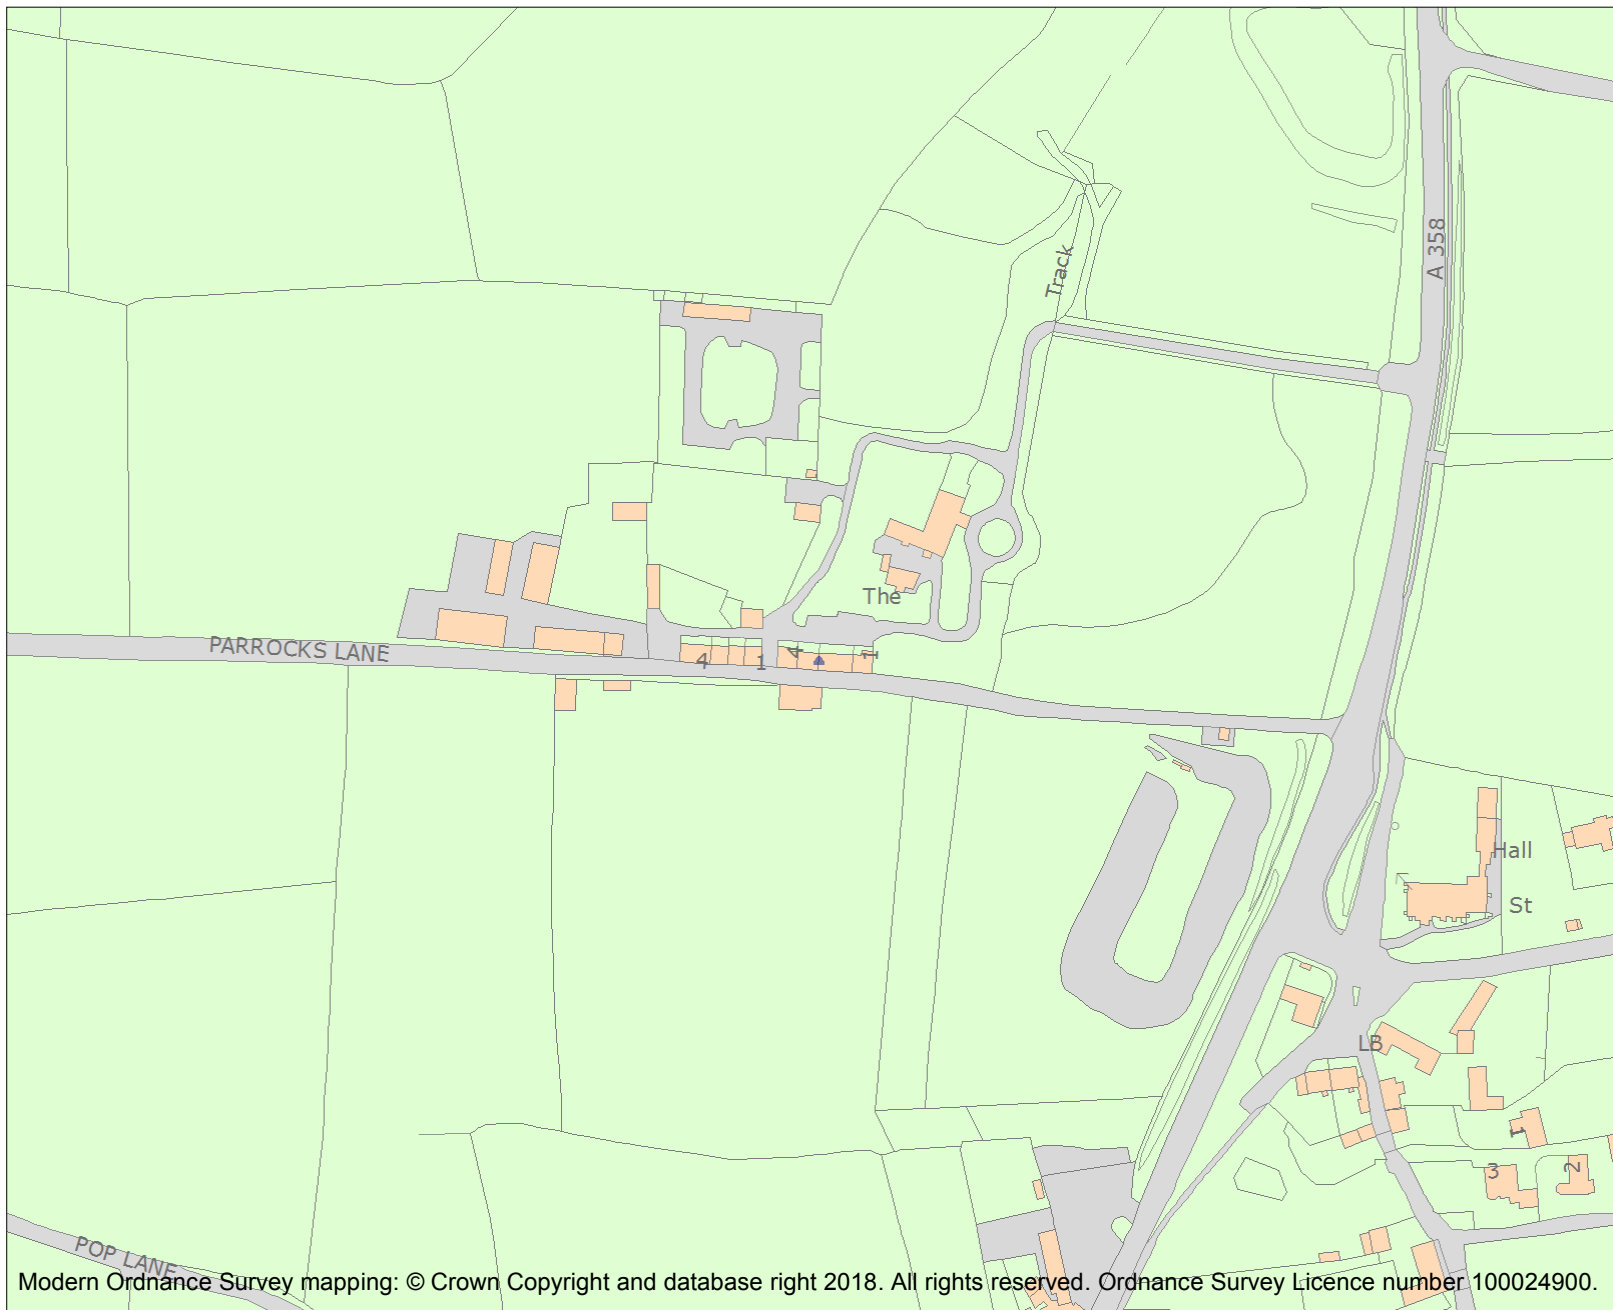 A 358
Track
The
PARROCKS LANE
4
1
4
1
Hall
St
LB
1
3
2
POP LANE
Modern Ordnance Survey mapping: © Crown Copyright and database right 2018. All rights reserved. Ordnance Survey Licence number 100024900.